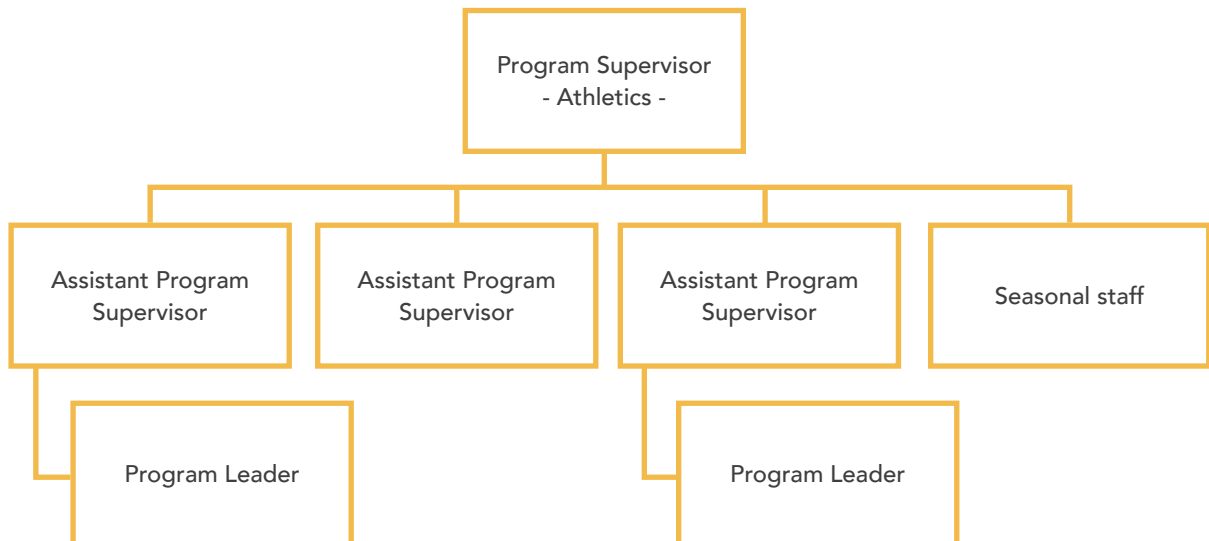 Program Supervisor
- Athletics -
Assistant Program
Supervisor
Assistant Program
Supervisor
Assistant Program
Supervisor
Seasonal staff
Program Leader
Program Leader